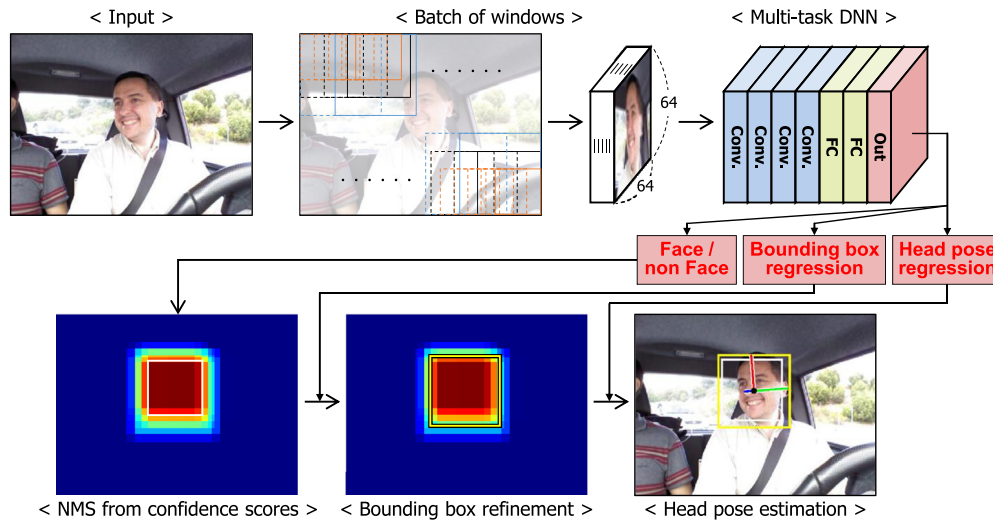 < Input >
< Batch of windows >
< Multi-task DNN >
64
64
Conv.
Conv.
Conv.
Conv.
FC
FC
Out
Face /
non Face
Bounding box
regression
Head pose
regression
< NMS from confidence scores >
< Bounding box refinement >
< Head pose estimation >